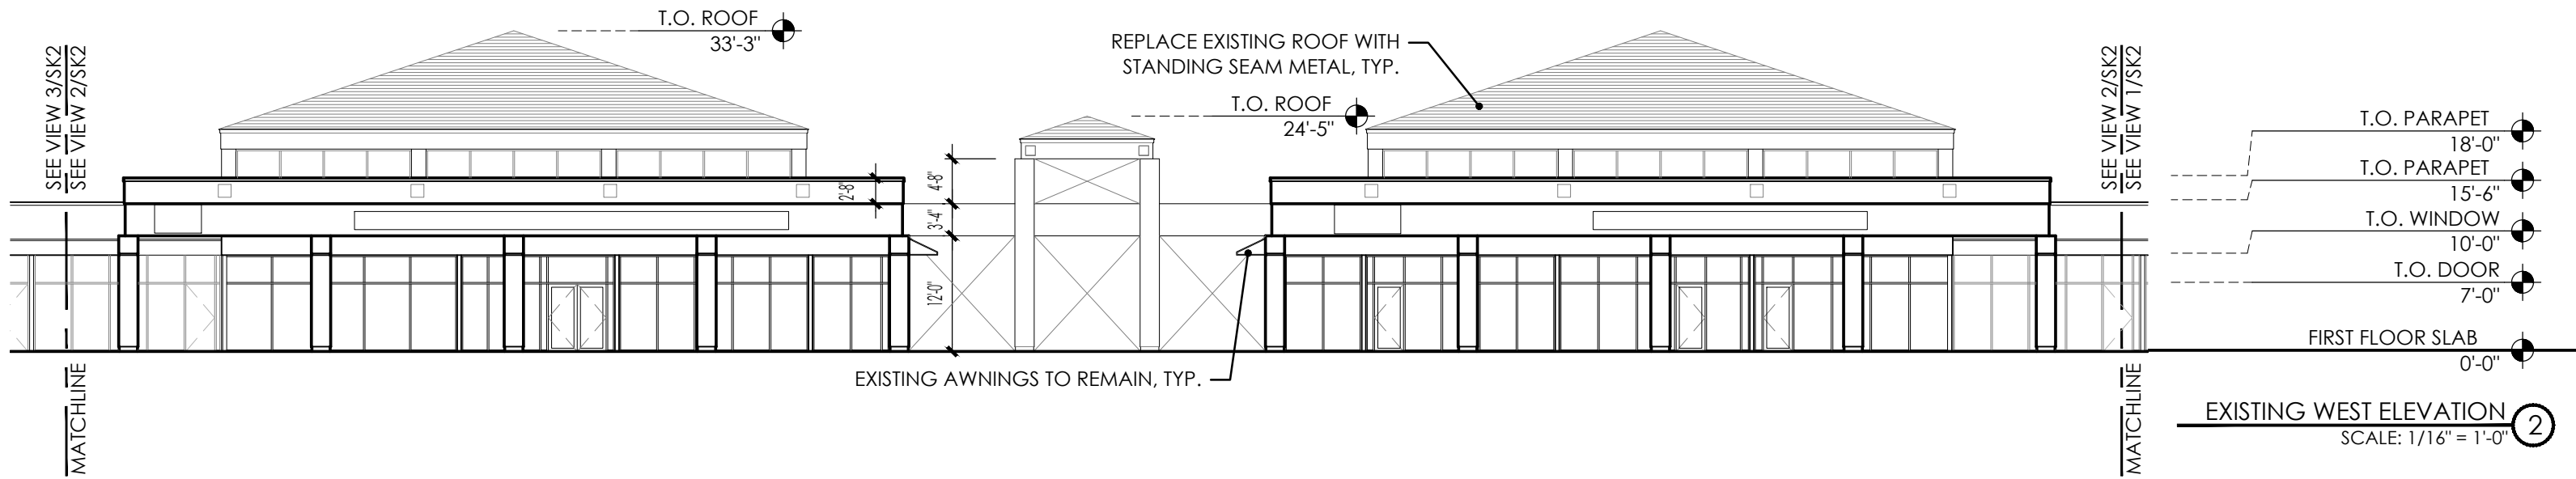 T.O. ROOF
33'-3"
REPLACE EXISTING ROOF WITH
STANDING SEAM METAL, TYP.
T.O. ROOF
24'-5"
SEE VIEW 3/SK2
SEE VIEW 2/SK2
MATCHLINE
2'-8"
4'-8"
3'-4"
12'-0"
EXISTING AWNINGS TO REMAIN, TYP.
SEE VIEW 2/SK2
SEE VIEW 1/SK2
MATCHLINE
T.O. PARAPET
18'-0"
T.O. PARAPET
15'-6"
T.O. WINDOW
10'-0"
T.O. DOOR
7'-0"
FIRST FLOOR SLAB
0'-0"
EXISTING WEST ELEVATION
2
SCALE: 1/16" = 1'-0"